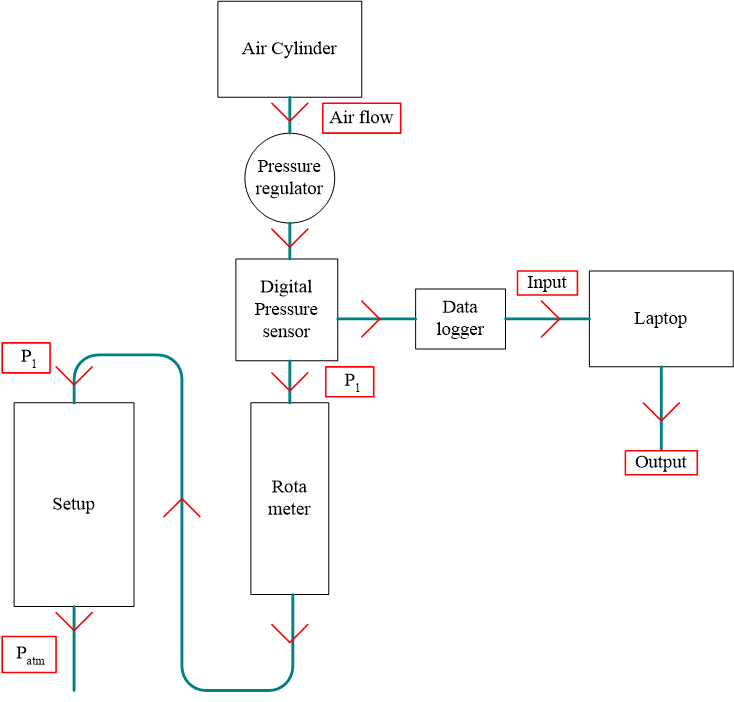 Air Cylinder
Air flow
Pressure
regulator
Digital
Pressure
sensor
Data
logger
Input
Laptop
P1
P1
Setup
Rota
meter
Output
Patm